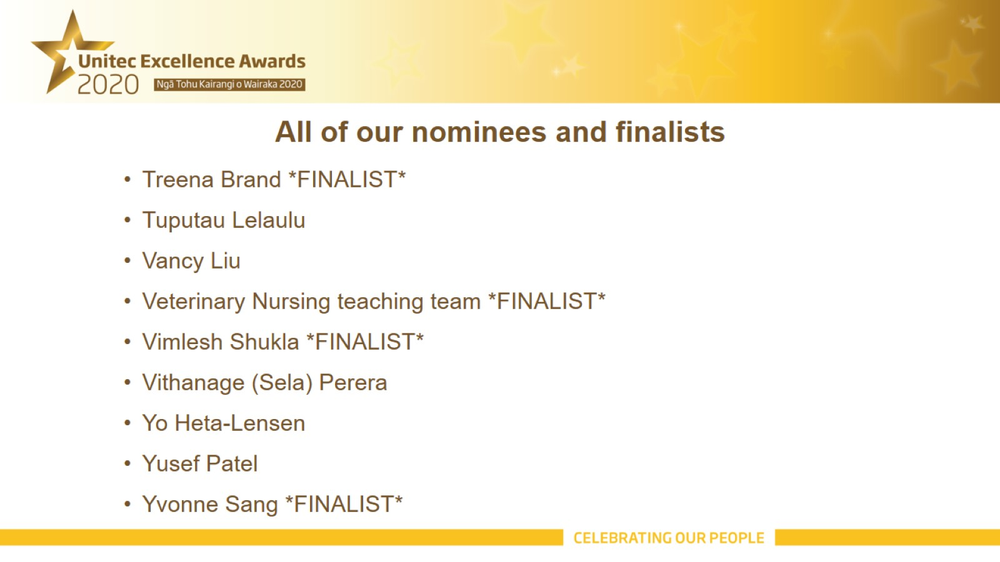 Unitec Excellence Awards
2020 Ngā Tohu Kairangi o Wairaka 2020
All of our nominees and finalists
• Treena Brand *FINALIST*
• Tuputau Lelaulu
• Vancy Liu
• Veterinary Nursing teaching team *FINALIST*
• Vimlesh Shukla *FINALIST*
• Vithanage (Sela) Perera
• Yo Heta-Lensen
• Yusef Patel
• Yvonne Sang *FINALIST*
CELEBRATING OUR PEOPLE